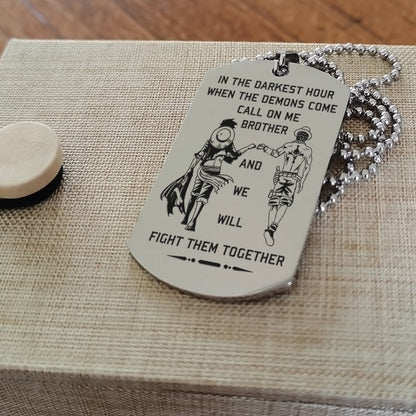 IN THE DARKEST HOUR
WHEN THE DEMONS COME
CALL ON ME
BROTHER
AND
WE
WILL
FIGHT THEM TOGETHER